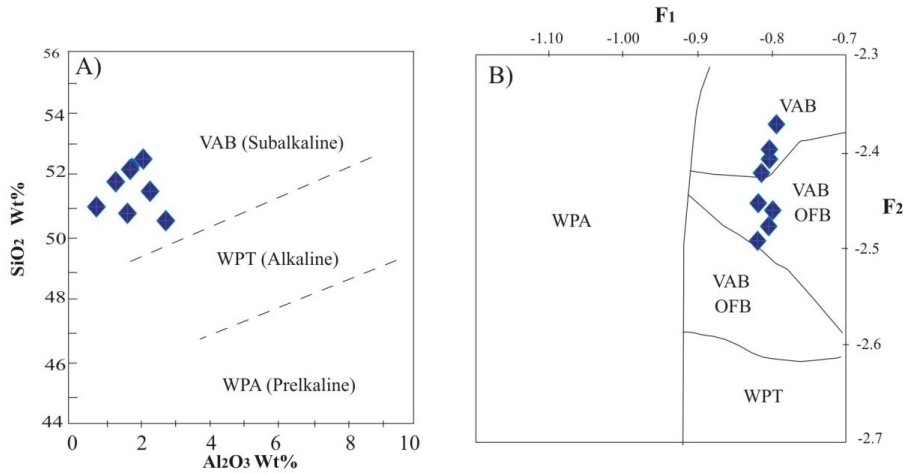 A)
56
54
52
50
48
46
44
SiO₂ Wt%
VAB (Subalkaline)
WPT (Alkaline)
WPA (Prelkaline)
0 2 4 6 8 10
Al₂O₃ Wt%
F₁
-1.10 -1.00 -0.9 -0.8 -0.7
B)
-2.3
-2.4
-2.5
-2.6
-2.7
F₂
VAB
VAB
OFB
WPA
VAB
OFB
WPT